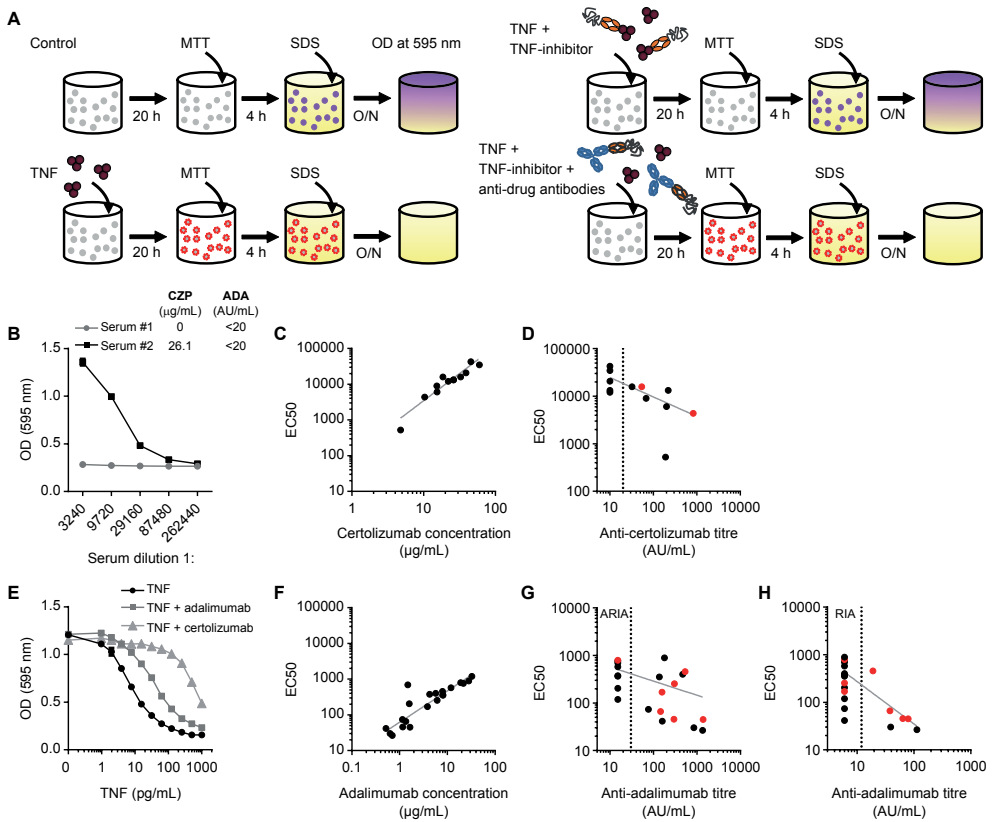 A
Control
MTT
SDS
OD at 595 nm
20 h
4 h
O/N
TNF +
TNF-inhibitor
MTT
SDS
20 h
4 h
O/N
TNF
MTT
SDS
20 h
4 h
O/N
TNF +
TNF-inhibitor +
anti-drug antibodies
MTT
SDS
20 h
4 h
O/N
B
CZP ADA
(µg/mL) (AU/mL)
Serum #1 0 <20
Serum #2 26.1 <20
OD (595 nm)
1.5
1.0
0.5
0.0
3240 9720 29160 87480 262440
Serum dilution 1:
C
EC50
100000
10000
1000
100
10
1
1 10 100
Certolizumab concentration
(µg/mL)
D
EC50
100000
10000
1000
100
10 100 1000 10000
Anti-certolizumab titre
(AU/mL)
E
TNF
TNF + adalimumab
TNF + certolizumab
OD (595 nm)
1.5
1.0
0.5
0.0
0 1 10 100 1000
TNF (pg/mL)
F
EC50
100000
10000
1000
100
10
0.1 1 10 100
Adalimumab concentration
(µg/mL)
G
ARIA
EC50
10000
1000
100
10
10 100 1000 10000
Anti-adalimumab titre
(AU/mL)
H
RIA
EC50
10000
1000
100
10
1 10 100 1000
Anti-adalimumab titre
(AU/mL)